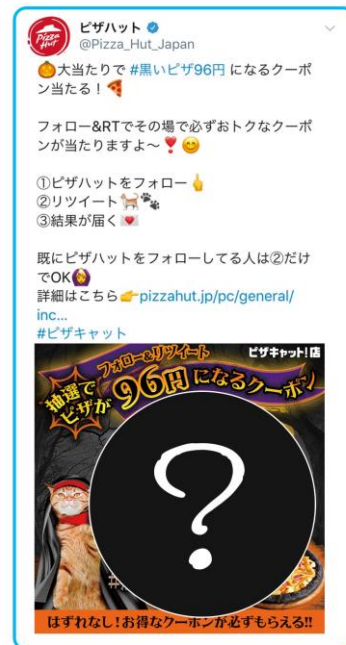 Pizza Hut
ピザハット
@Pizza_Hut_Japan
🎃大当たりで #黒いピザ96円 になるクーポ
ン当たる！🍕
フォロー&RTでその場で必ずおトクなクーポ
ンが当たりますよ〜❣️😊
①ピザハットをフォロー👆
②リツイート🐈🐾
③結果が届く💌
既にピザハットをフォローしてる人は②だけ
でOK🙆
詳細はこちら👉pizzahut.jp/pc/general/
inc...
#ピザキャット
フォロー&リツイート
ピザキャット!店
抽選で
ピザが
96円になるクーポン
?
はずれなし!お得なクーポンが必ずもらえる!!